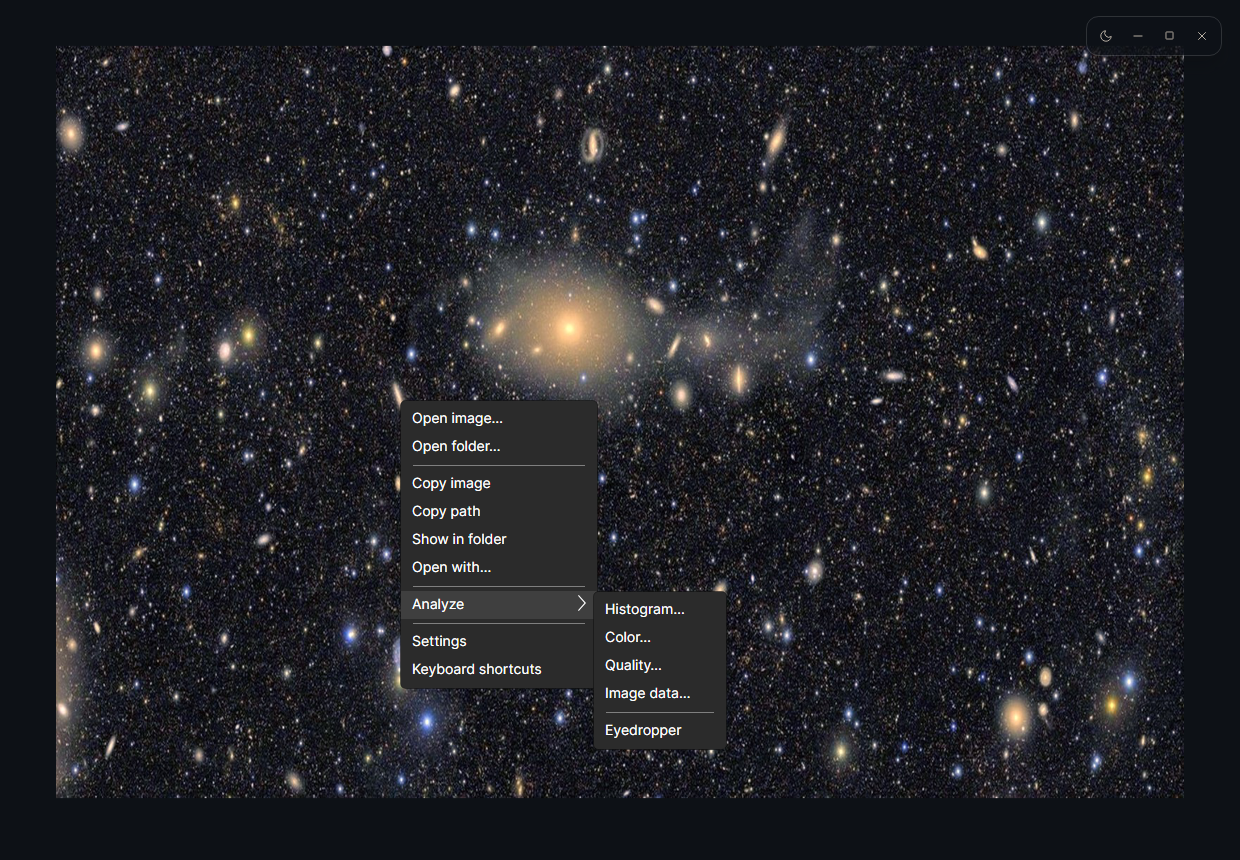 Open image...
Open folder...
Copy image
Copy path
Show in folder
Open with...
Analyze
Settings
Keyboard shortcuts
Histogram...
Color...
Quality...
Image data...
Eyedropper